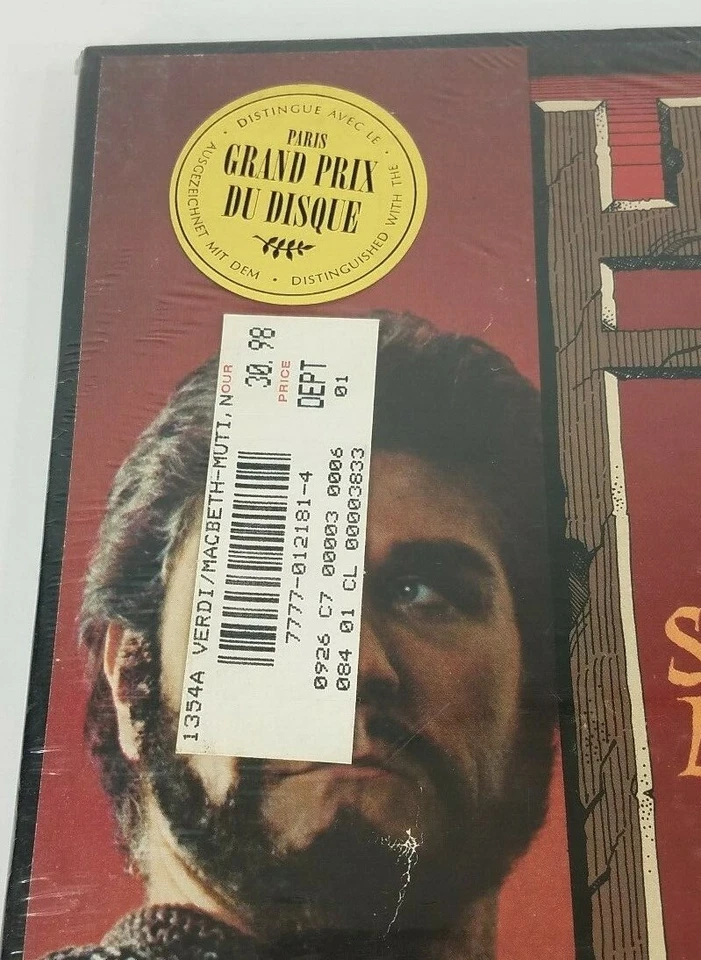 · DISTINGUE AVEC LE ·
DISTINGUISHED WITH THE
· AUSGEZEICHNET MIT DEM ·
PARIS
GRAND PRIX
DU DISQUE
1354A VERDI/MACBETH-MUTI, N
OUR
30.98
PRICE
DEPT
01
7777-012181-4
0926 C7 00003 0006
084 01 CL 00003833
H
S